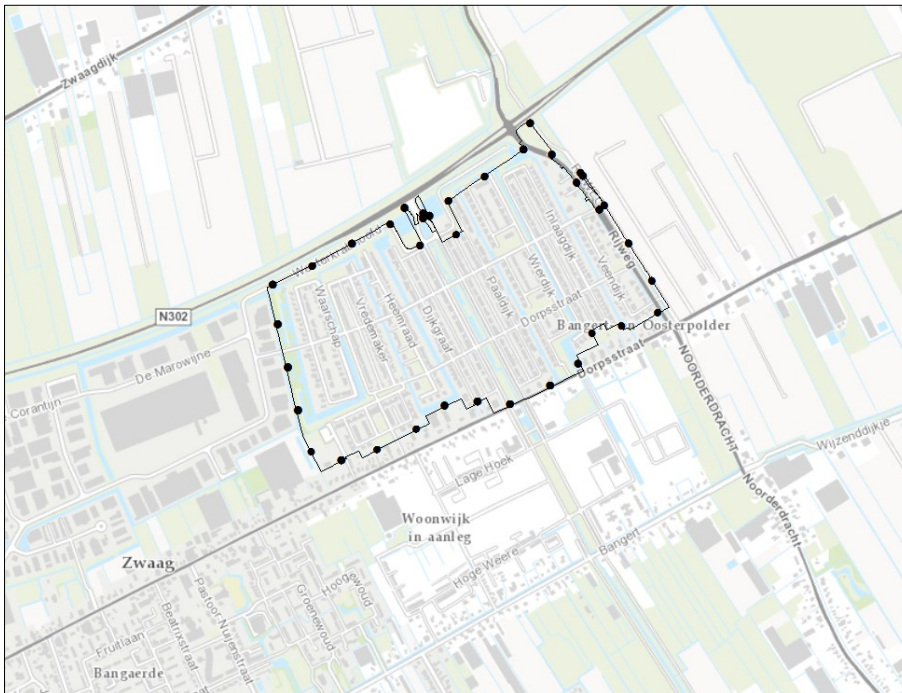 Zwaagdijk
Rijweg
Westerkralnoord
N302
Inlaagdijk
Wierdijk
Veendijk
Paaldijk
Waarschap
Vredemaker
Heemraad
Dijkgraaf
Dorpsstraat
Bangert en Oosterpolder
De Marowijne
Corantijn
Dorpsstraat
NOORDERDRACHT
Wijzenddijkje
Lage Hoek
Noorderdracht
Woonwijk
in aanleg
Bangert
Hoge Weere
Zwaag
Hoogewoud
Groenewoud
Pastoor-Nuijenstraat
Beatrixstraat
Fruitlaan
Bangaerde